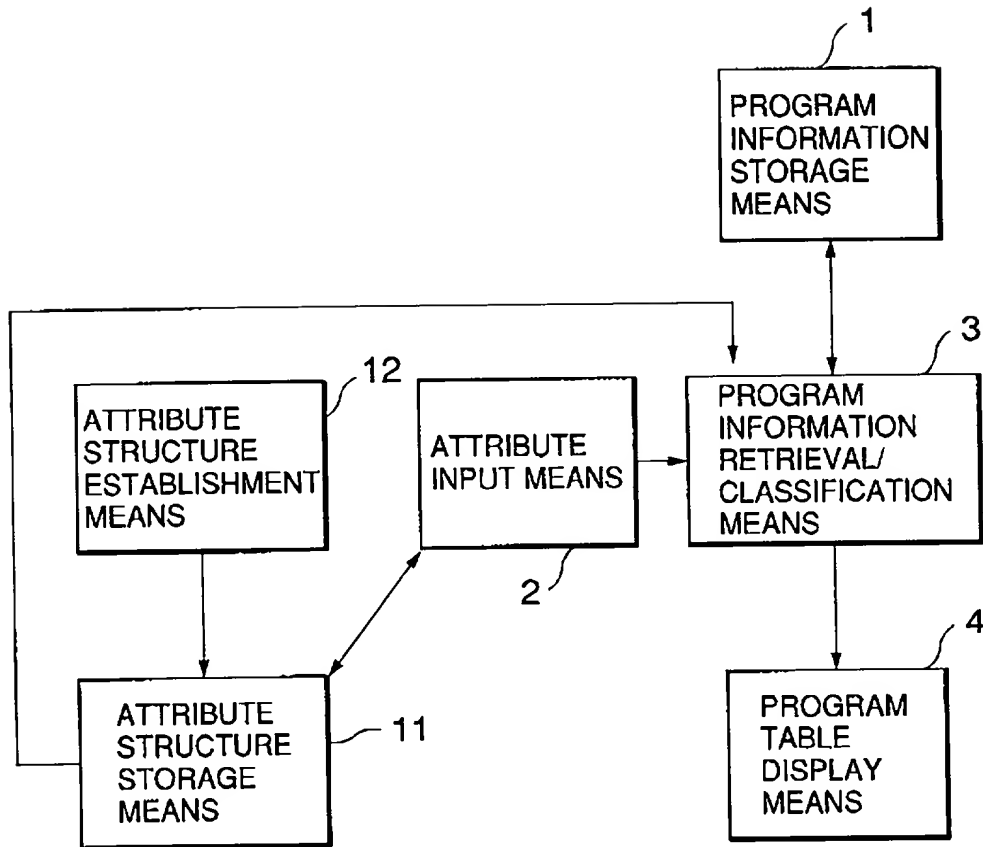 1
PROGRAM
INFORMATION
STORAGE
MEANS
3
12
ATTRIBUTE
STRUCTURE
ESTABLISHMENT
MEANS
ATTRIBUTE
INPUT MEANS
PROGRAM
INFORMATION
RETRIEVAL/
CLASSIFICATION
MEANS
2
4
ATTRIBUTE
STRUCTURE
STORAGE
MEANS
11
PROGRAM
TABLE
DISPLAY
MEANS